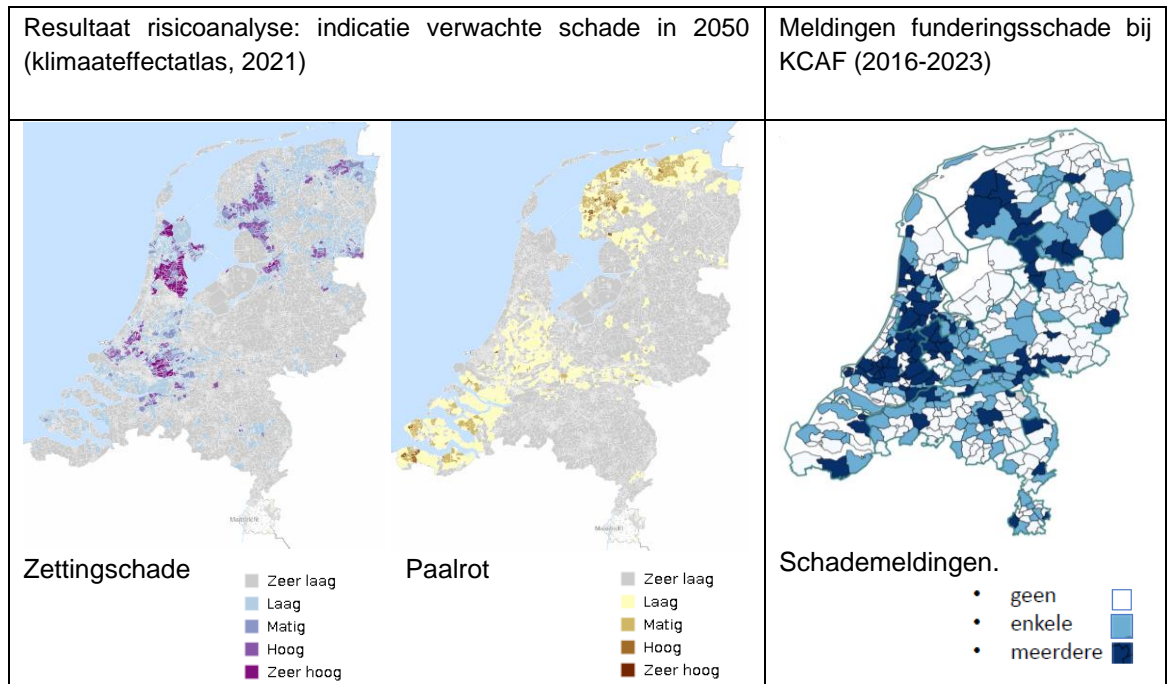 Resultaat risicoanalyse: indicatie verwachte schade in 2050
(klimaateffectatlas, 2021)
Meldingen funderingsschade bij
KCAF (2016-2023)
Zettingschade
Zeer laag
Laag
Matig
Hoog
Zeer hoog
Paalrot
Zeer laag
Laag
Matig
Hoog
Zeer hoog
Schademeldingen.
• geen
• enkele
• meerdere